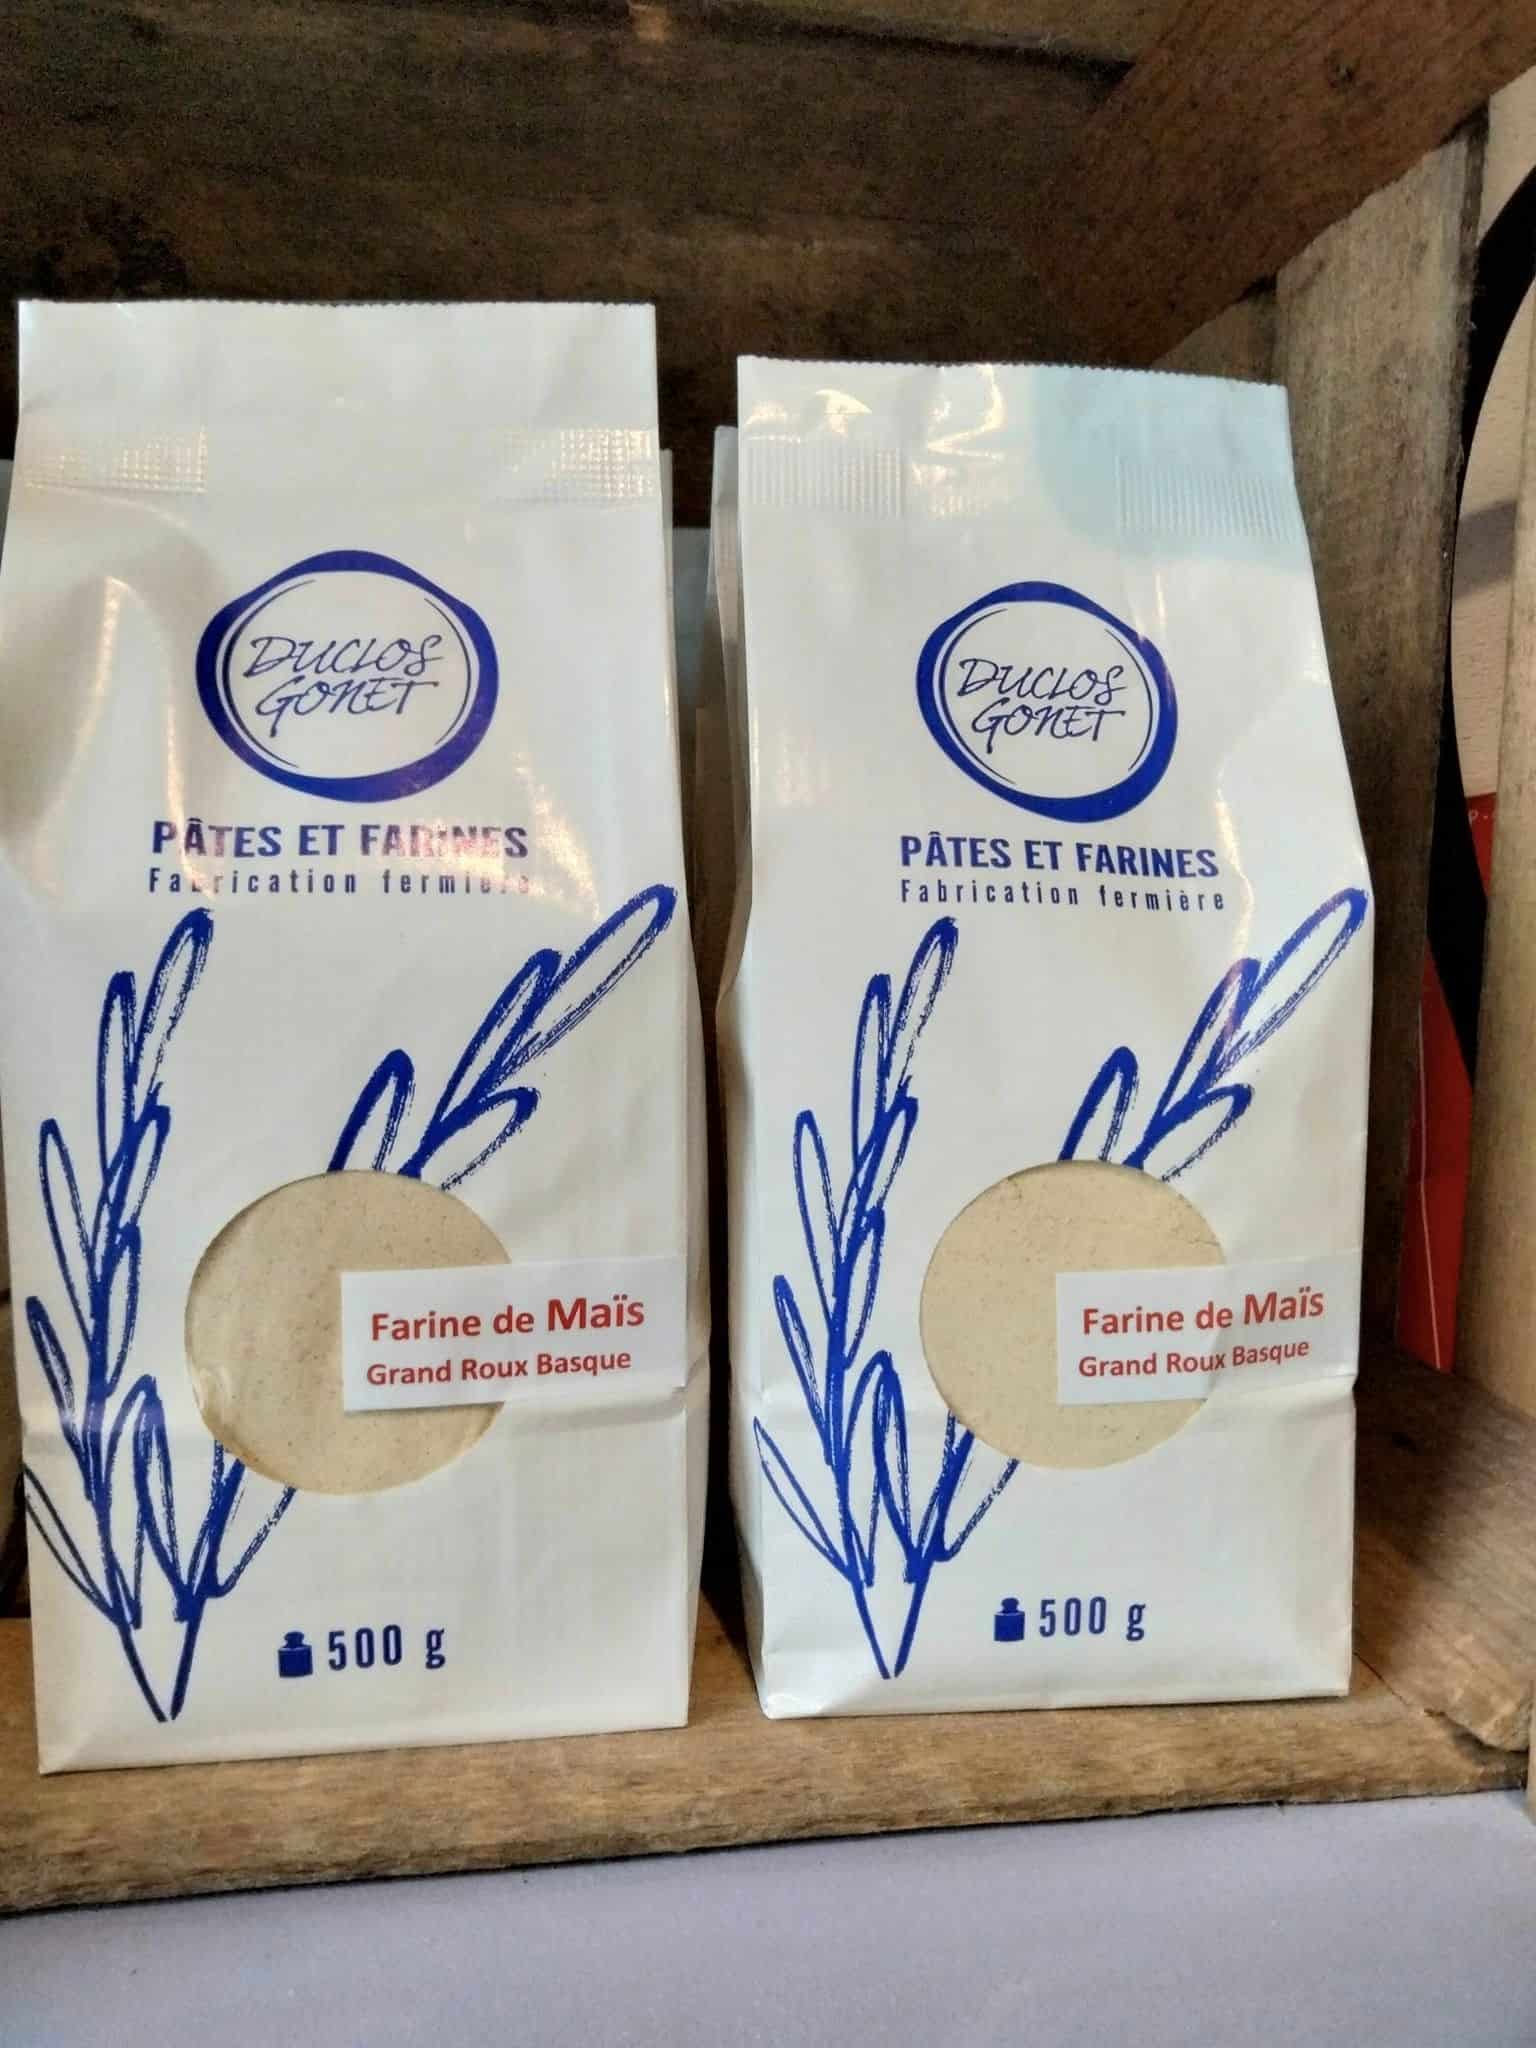 DUCLOS
GONET
PÂTES ET FARINES
Fabrication fermière
Farine de Maïs
Grand Roux Basque
500 g
DUCLOS
GONET
PÂTES ET FARINES
Fabrication fermière
Farine de Maïs
Grand Roux Basque
500 g